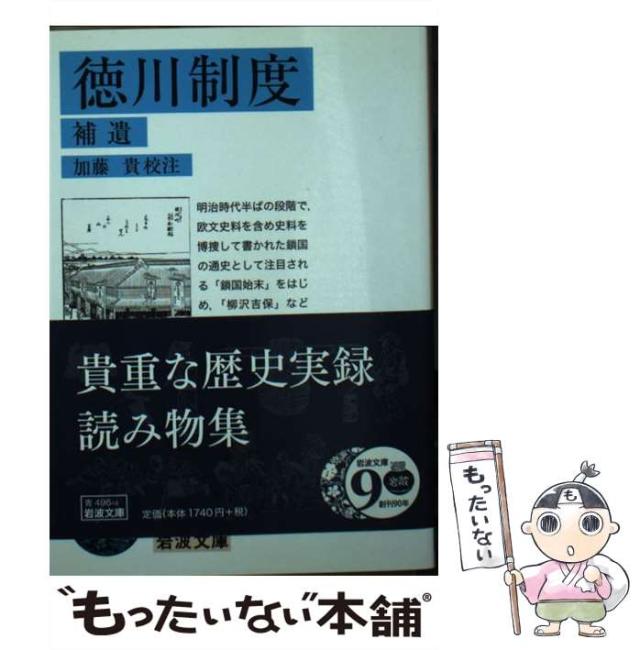 徳川制度
補遺
加藤 貴校注
明治時代半ばの段階で、
欧文史料を含め史料を
博捜して書かれた鎖国
の通史として注目され
る「鎖国始末」をはじ
め、「柳沢吉保」など
貴重な歴史実録
読み物集
岩波文庫
90
創刊90年
青 496-4
岩波文庫
定価(本体1740円+税)
岩波文庫
もったいない
も
"もったいない"本舗®